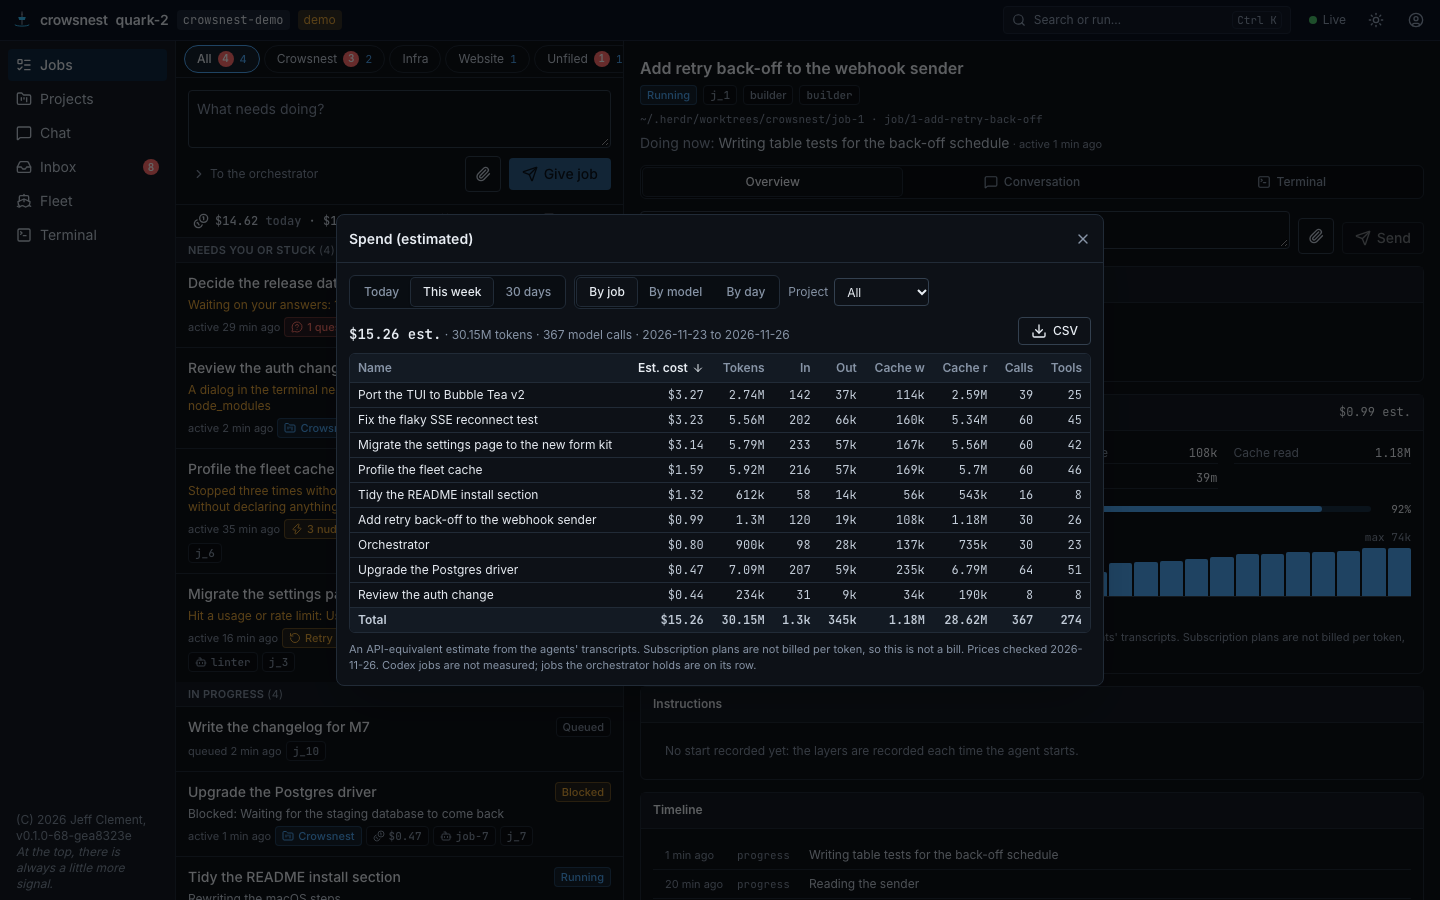 crowsnest quark-2 crowsnest-demo demo
Search or run... Ctrl K
Live
Jobs
Projects
Chat
Inbox 8
Fleet
Terminal
(C) 2026 Jeff Clement,
v0.1.0-68-gea8323e
At the top, there is
always a little more
signal.
All 4 4
Crowsnest 3 2
Infra
Website 1
Unfiled 1 1
What needs doing?
To the orchestrator
Give job
$14.62 today · $1
NEEDS YOU OR STUCK (4)
Decide the release dat
Waiting on your answers:
active 29 min ago 1 que
Review the auth chang
A dialog in the terminal ne
node_modules
active 2 min ago Crows
Profile the fleet cache
Stopped three times witho
without declaring anything
active 35 min ago 3 nud
j_6
Migrate the settings p
Hit a usage or rate limit: U
active 16 min ago Retry
linter j_3
IN PROGRESS (4)
Write the changelog for M7 Queued
queued 2 min ago j_10
Upgrade the Postgres driver Blocked
Blocked: Waiting for the staging database to come back
active 1 min ago Crowsnest $0.47 job-7 j_7
Tidy the README install section Running
Rewriting the macOS steps
Add retry back-off to the webhook sender
Running j_1 builder builder
~/.herdr/worktrees/crowsnest/job-1 · job/1-add-retry-back-off
Doing now: Writing table tests for the back-off schedule · active 1 min ago
Overview Conversation Terminal
Send
$0.99 est.
108k Cache read 1.18M
39m
92%
max 74k
transcripts. Subscription plans are not billed per token,
Instructions
No start recorded yet: the layers are recorded each time the agent starts.
Timeline
1 min ago progress Writing table tests for the back-off schedule
20 min ago progress Reading the sender
Spend (estimated)
Today This week 30 days By job By model By day Project All
$15.26 est. · 30.15M tokens · 367 model calls · 2026-11-23 to 2026-11-26 CSV
Name Est. cost ↓ Tokens In Out Cache w Cache r Calls Tools
Port the TUI to Bubble Tea v2 $3.27 2.74M 142 37k 114k 2.59M 39 25
Fix the flaky SSE reconnect test $3.23 5.56M 202 66k 160k 5.34M 60 45
Migrate the settings page to the new form kit $3.14 5.79M 233 57k 167k 5.56M 60 42
Profile the fleet cache $1.59 5.92M 216 57k 169k 5.7M 60 46
Tidy the README install section $1.32 612k 58 14k 56k 543k 16 8
Add retry back-off to the webhook sender $0.99 1.3M 120 19k 108k 1.18M 30 26
Orchestrator $0.80 900k 98 28k 137k 735k 30 23
Upgrade the Postgres driver $0.47 7.09M 207 59k 235k 6.79M 64 51
Review the auth change $0.44 234k 31 9k 34k 190k 8 8
Total $15.26 30.15M 1.3k 345k 1.18M 28.62M 367 274
An API-equivalent estimate from the agents' transcripts. Subscription plans are not billed per token, so this is not a bill. Prices checked 2026-
11-26. Codex jobs are not measured; jobs the orchestrator holds are on its row.